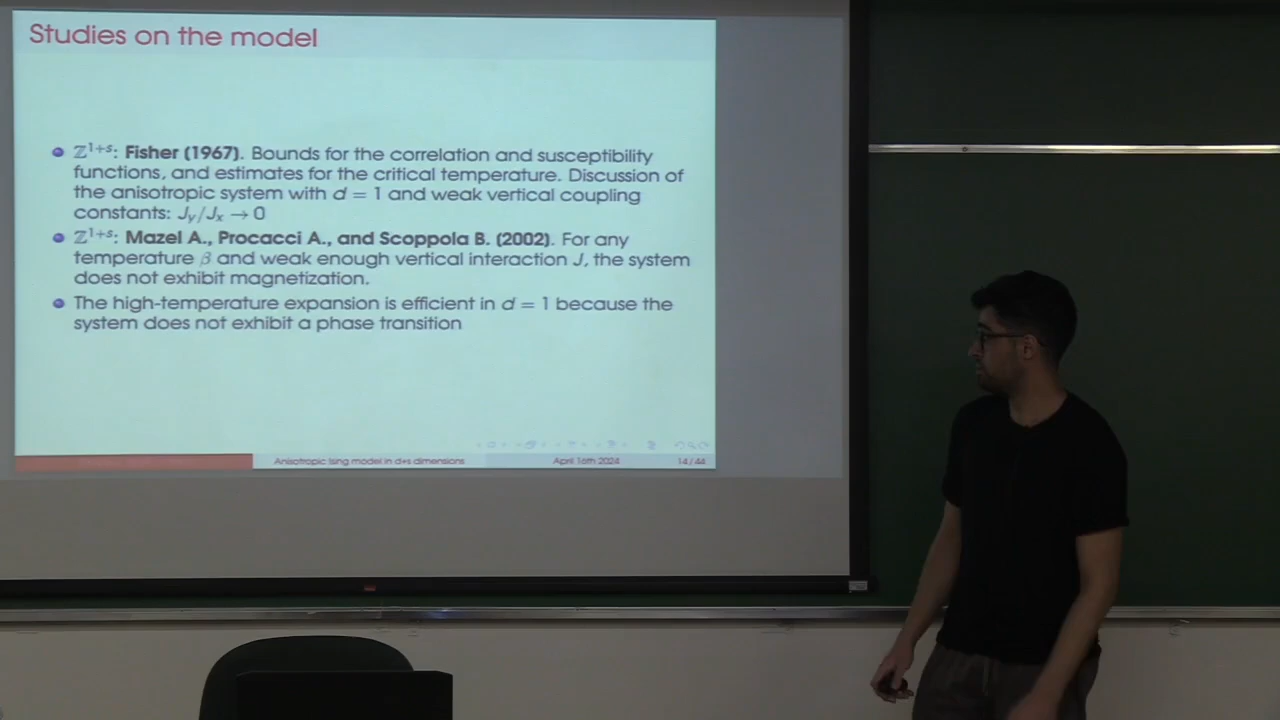 Studies on the model
ℤ¹⁺ˢ: Fisher (1967). Bounds for the correlation and susceptibility
functions, and estimates for the critical temperature. Discussion of
the anisotropic system with d = 1 and weak vertical coupling
constants: Jy/Jx → 0
ℤ¹⁺ˢ: Mazel A., Procacci A., and Scoppola B. (2002). For any
temperature β and weak enough vertical interaction J, the system
does not exhibit magnetization.
The high-temperature expansion is efficient in d = 1 because the
system does not exhibit a phase transition
Anisotropic Ising model in d+s dimensions April 16th 2024 14 / 44